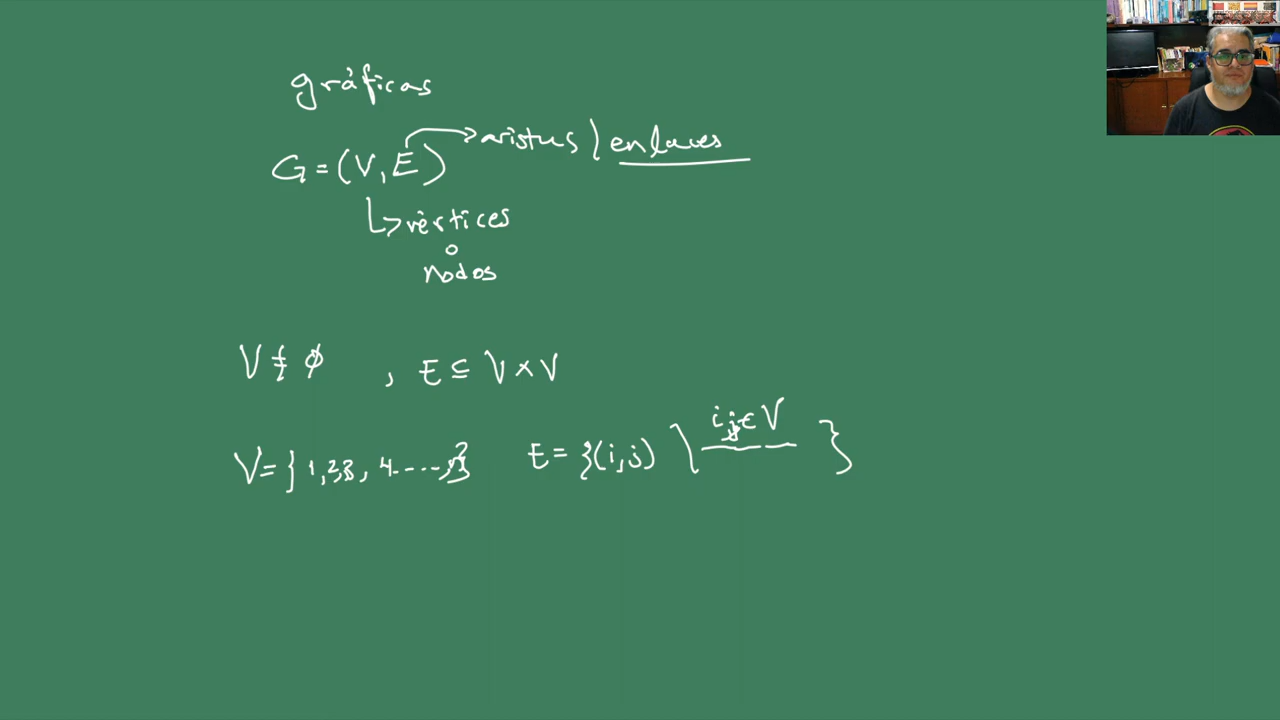 gráficas
G=(V,E) → aristas | enlaces
↳ vértices
o
nodos
V ≠ ∅ , E ⊆ V × V
i,j ∈ V
V={1,2,3,4....,n} E={(i,j) \ }